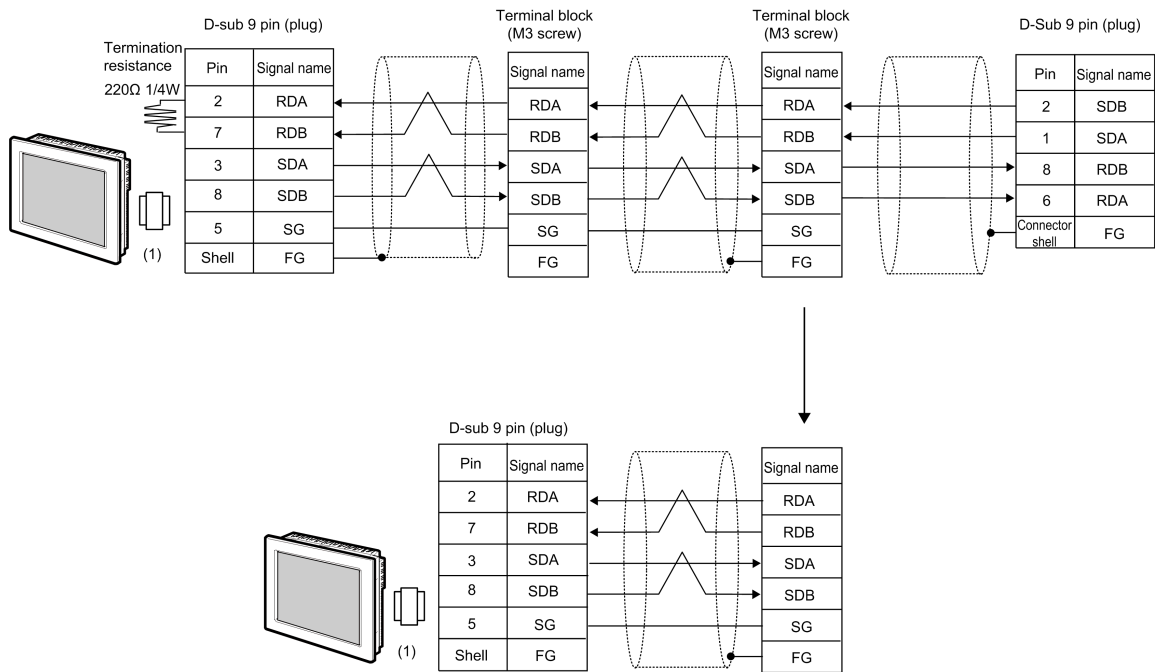 D-sub 9 pin (plug)
Terminal block
(M3 screw)
Terminal block
(M3 screw)
D-Sub 9 pin (plug)
Termination
resistance
220Ω 1/4W
Pin Signal name
2 RDA
7 RDB
3 SDA
8 SDB
5 SG
Shell FG
(1)
Signal name
RDA
RDB
SDA
SDB
SG
FG
Signal name
RDA
RDB
SDA
SDB
SG
FG
Pin Signal name
2 SDB
1 SDA
8 RDB
6 RDA
Connector
shell FG
D-sub 9 pin (plug)
Pin Signal name
2 RDA
7 RDB
3 SDA
8 SDB
5 SG
Shell FG
(1)
Signal name
RDA
RDB
SDA
SDB
SG
FG